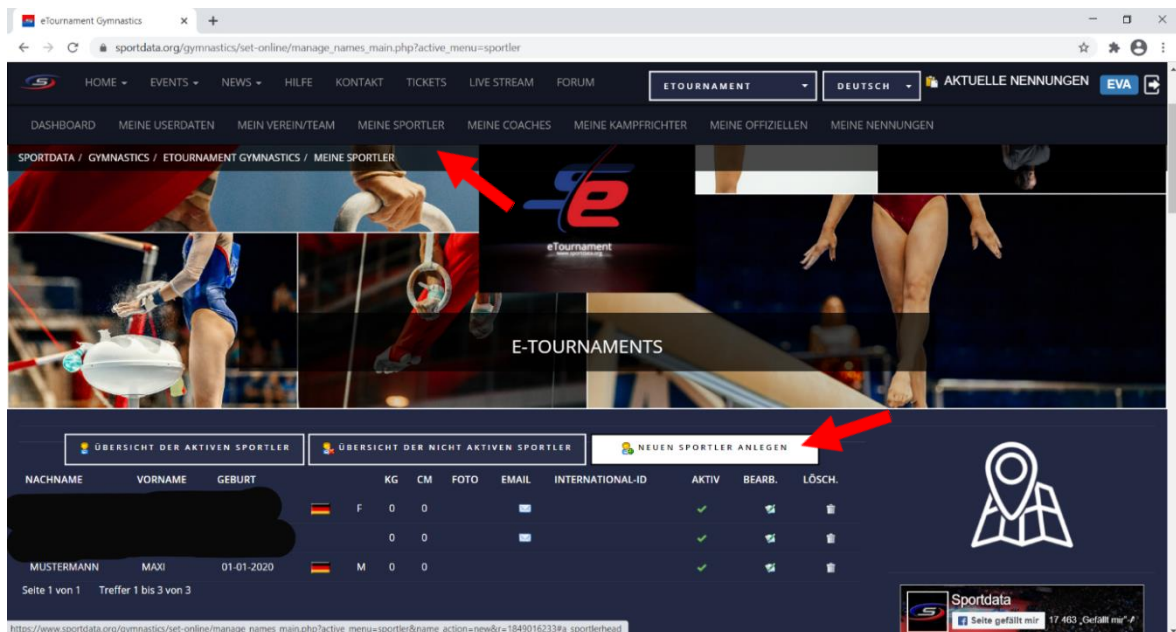 eTournament Gymnastics
sportdata.org/gymnastics/set-online/manage_names_main.php?active_menu=sportler
HOME EVENTS NEWS HILFE KONTAKT TICKETS LIVE STREAM FORUM ETOURNAMENT DEUTSCH AKTUELLE NENNUNGEN EVA
DASHBOARD MEINE USERDATEN MEIN VEREIN/TEAM MEINE SPORTLER MEINE COACHES MEINE KAMPFRICHTER MEINE OFFIZIELLEN MEINE NENNUNGEN
SPORTDATA / GYMNASTICS / ETOURNAMENT GYMNASTICS / MEINE SPORTLER
eTournament
www.sportdata.org
E-TOURNAMENTS
ÜBERSICHT DER AKTIVEN SPORTLER ÜBERSICHT DER NICHT AKTIVEN SPORTLER NEUEN SPORTLER ANLEGEN
NACHNAME VORNAME GEBURT KG CM FOTO EMAIL INTERNATIONAL-ID AKTIV BEARB. LÖSCH.
F 0 0
0 0
MUSTERMANN MAXI 01-01-2020 M 0 0
Seite 1 von 1 Treffer 1 bis 3 von 3
Sportdata
Seite gefällt mir 17 463 „Gefällt mir“-A
https://www.sportdata.org/gymnastics/set-online/manage_names_main.php?active_menu=sportler&name_action=new&r=1849016233#a_sportlerhead